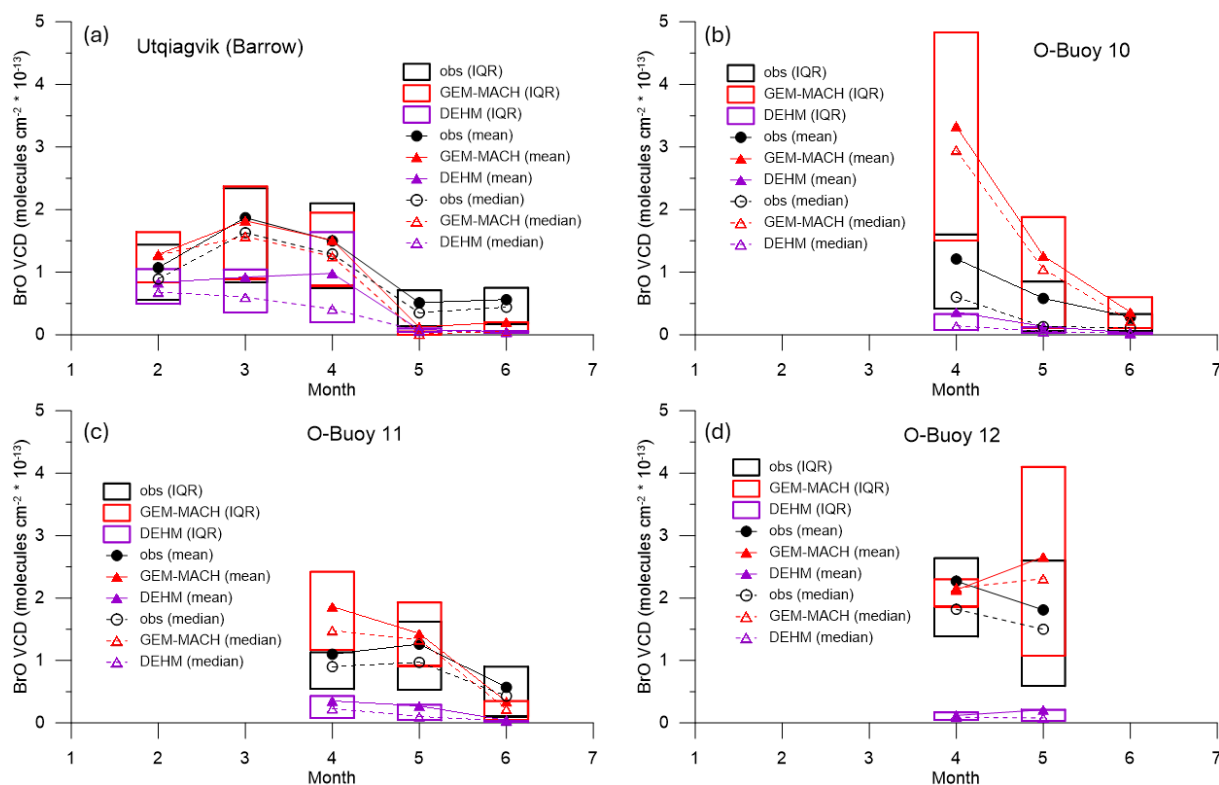 (a)
Utqiagvik (Barrow)
BrO VCD (molecules cm-2 * 10-13)
5
4
3
2
1
0
obs (IQR)
GEM-MACH (IQR)
DEHM (IQR)
obs (mean)
GEM-MACH (mean)
DEHM (mean)
obs (median)
GEM-MACH (median)
DEHM (median)
1 2 3 4 5 6 7
Month
(b)
O-Buoy 10
BrO VCD (molecules cm-2 * 10-13)
5
4
3
2
1
0
obs (IQR)
GEM-MACH (IQR)
DEHM (IQR)
obs (mean)
GEM-MACH (mean)
DEHM (mean)
obs (median)
GEM-MACH (median)
DEHM (median)
1 2 3 4 5 6 7
Month
(c)
O-Buoy 11
BrO VCD (molecules cm-2 * 10-13)
5
4
3
2
1
0
obs (IQR)
GEM-MACH (IQR)
DEHM (IQR)
obs (mean)
GEM-MACH (mean)
DEHM (mean)
obs (median)
GEM-MACH (median)
DEHM (median)
1 2 3 4 5 6 7
Month
(d)
O-Buoy 12
BrO VCD (molecules cm-2 * 10-13)
5
4
3
2
1
0
obs (IQR)
GEM-MACH (IQR)
DEHM (IQR)
obs (mean)
GEM-MACH (mean)
DEHM (mean)
obs (median)
GEM-MACH (median)
DEHM (median)
1 2 3 4 5 6 7
Month